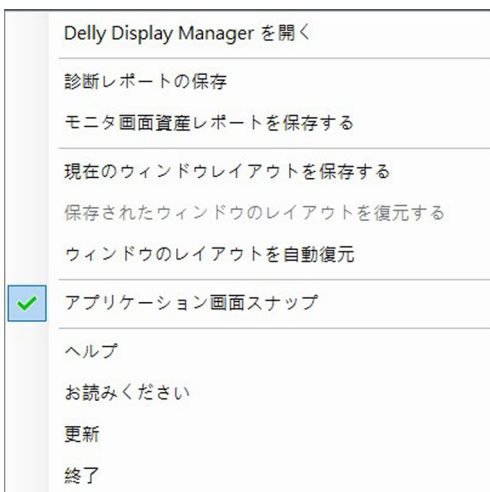 Delly Display Manager を開く
診断レポートの保存
モニタ画面資産レポートを保存する
現在のウィンドウレイアウトを保存する
保存されたウィンドウのレイアウトを復元する
ウィンドウのレイアウトを自動復元
アプリケーション画面スナップ
ヘルプ
お読みください
更新
終了